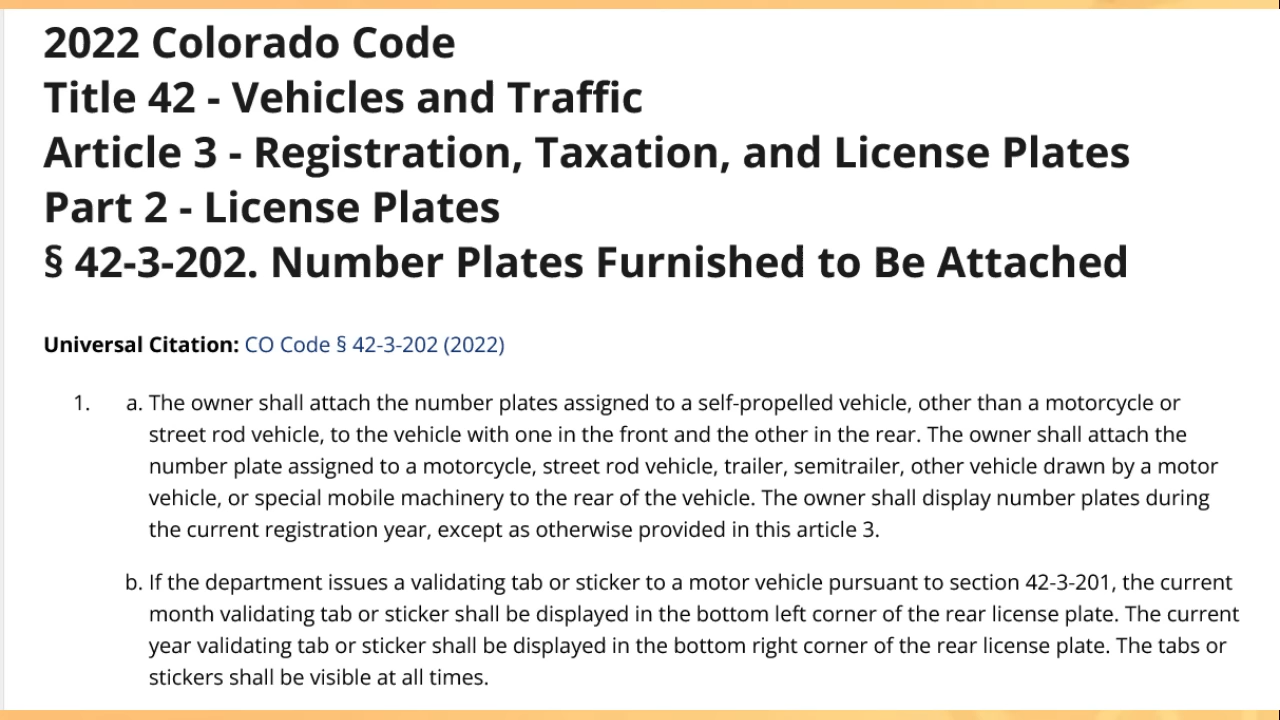 2022 Colorado Code
Title 42 - Vehicles and Traffic
Article 3 - Registration, Taxation, and License Plates
Part 2 - License Plates
§ 42-3-202. Number Plates Furnished to Be Attached
Universal Citation: CO Code § 42-3-202 (2022)
1. a. The owner shall attach the number plates assigned to a self-propelled vehicle, other than a motorcycle or
street rod vehicle, to the vehicle with one in the front and the other in the rear. The owner shall attach the
number plate assigned to a motorcycle, street rod vehicle, trailer, semitrailer, other vehicle drawn by a motor
vehicle, or special mobile machinery to the rear of the vehicle. The owner shall display number plates during
the current registration year, except as otherwise provided in this article 3.
b. If the department issues a validating tab or sticker to a motor vehicle pursuant to section 42-3-201, the current
month validating tab or sticker shall be displayed in the bottom left corner of the rear license plate. The current
year validating tab or sticker shall be displayed in the bottom right corner of the rear license plate. The tabs or
stickers shall be visible at all times.